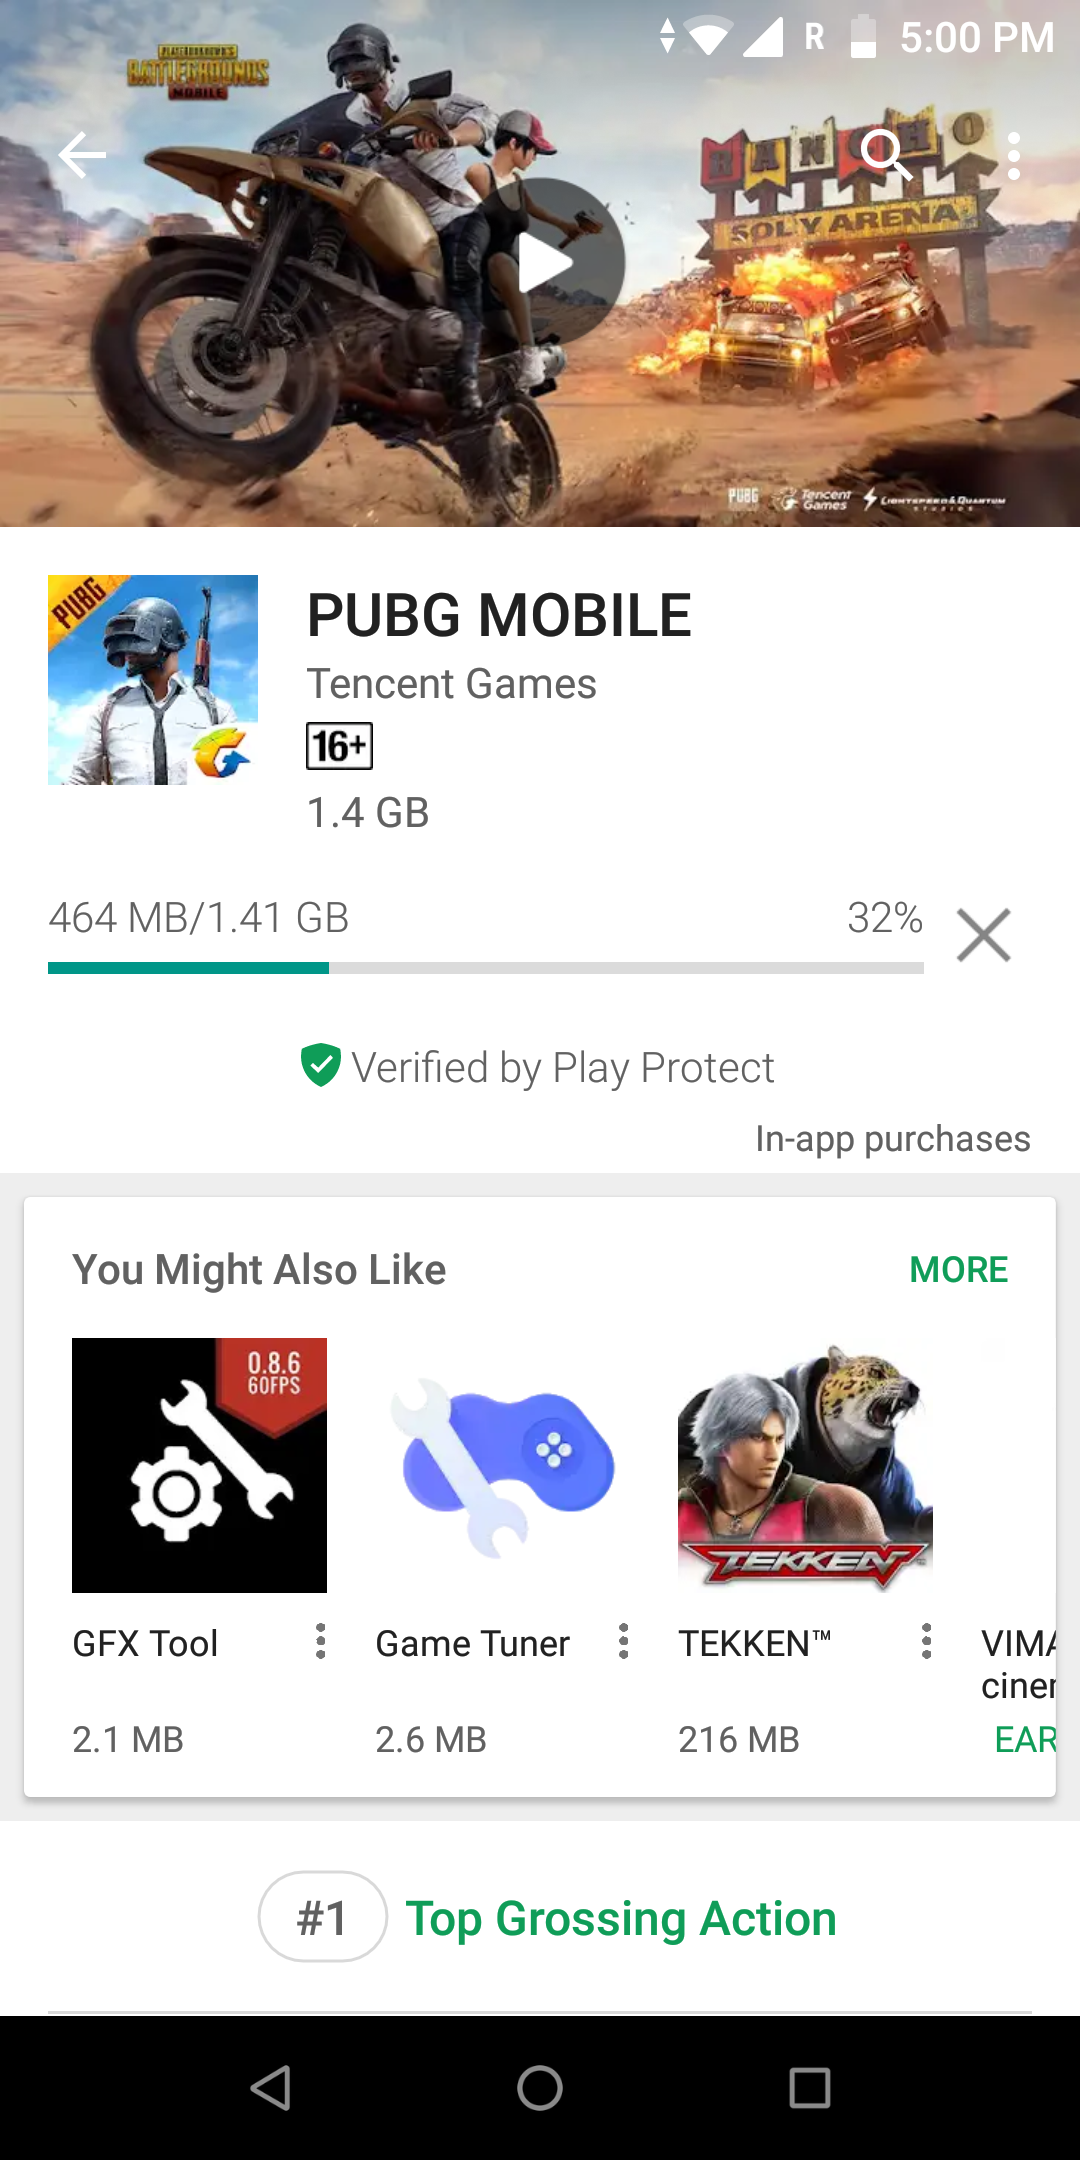 5:00 PM
R
PLAYERUNKNOWN'S
BATTLEGROUNDS
MOBILE
RANCHO
SOL Y ARENA
PUBG
Tencent
Games
LIGHTSPEED & QUANTUM
STUDIOS
PUBG
PUBG MOBILE
Tencent Games
16+
1.4 GB
464 MB/1.41 GB
32%
Verified by Play Protect
In-app purchases
You Might Also Like
MORE
0.8.6
60FPS
TEKKEN
GFX Tool
Game Tuner
TEKKEN™
VIMA
ciner
2.1 MB
2.6 MB
216 MB
EAR
#1
Top Grossing Action